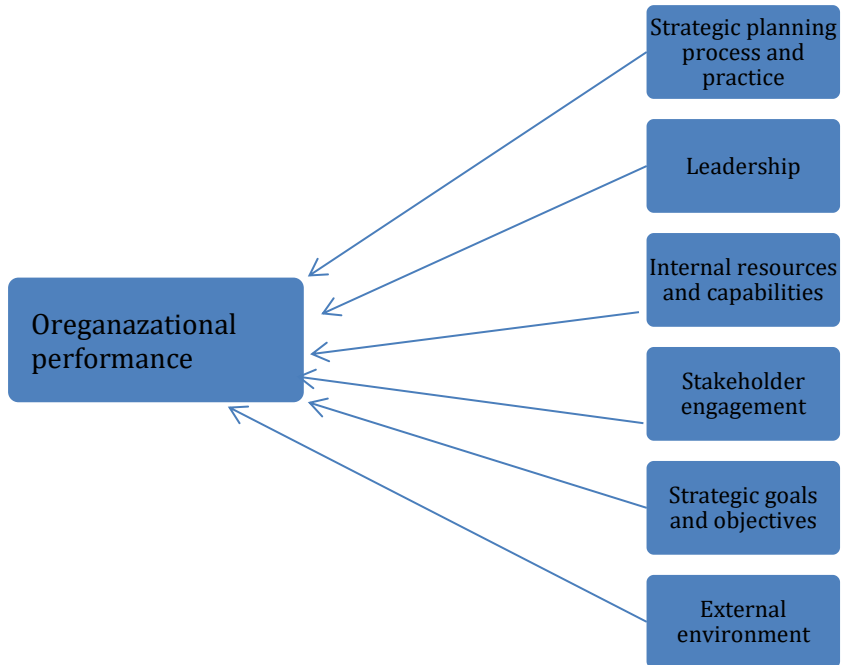 Strategic planning
process and
practice
Leadership
Internal resources
and capabilities
Oreganazational
performance
Stakeholder
engagement
Strategic goals
and objectives
External
environment